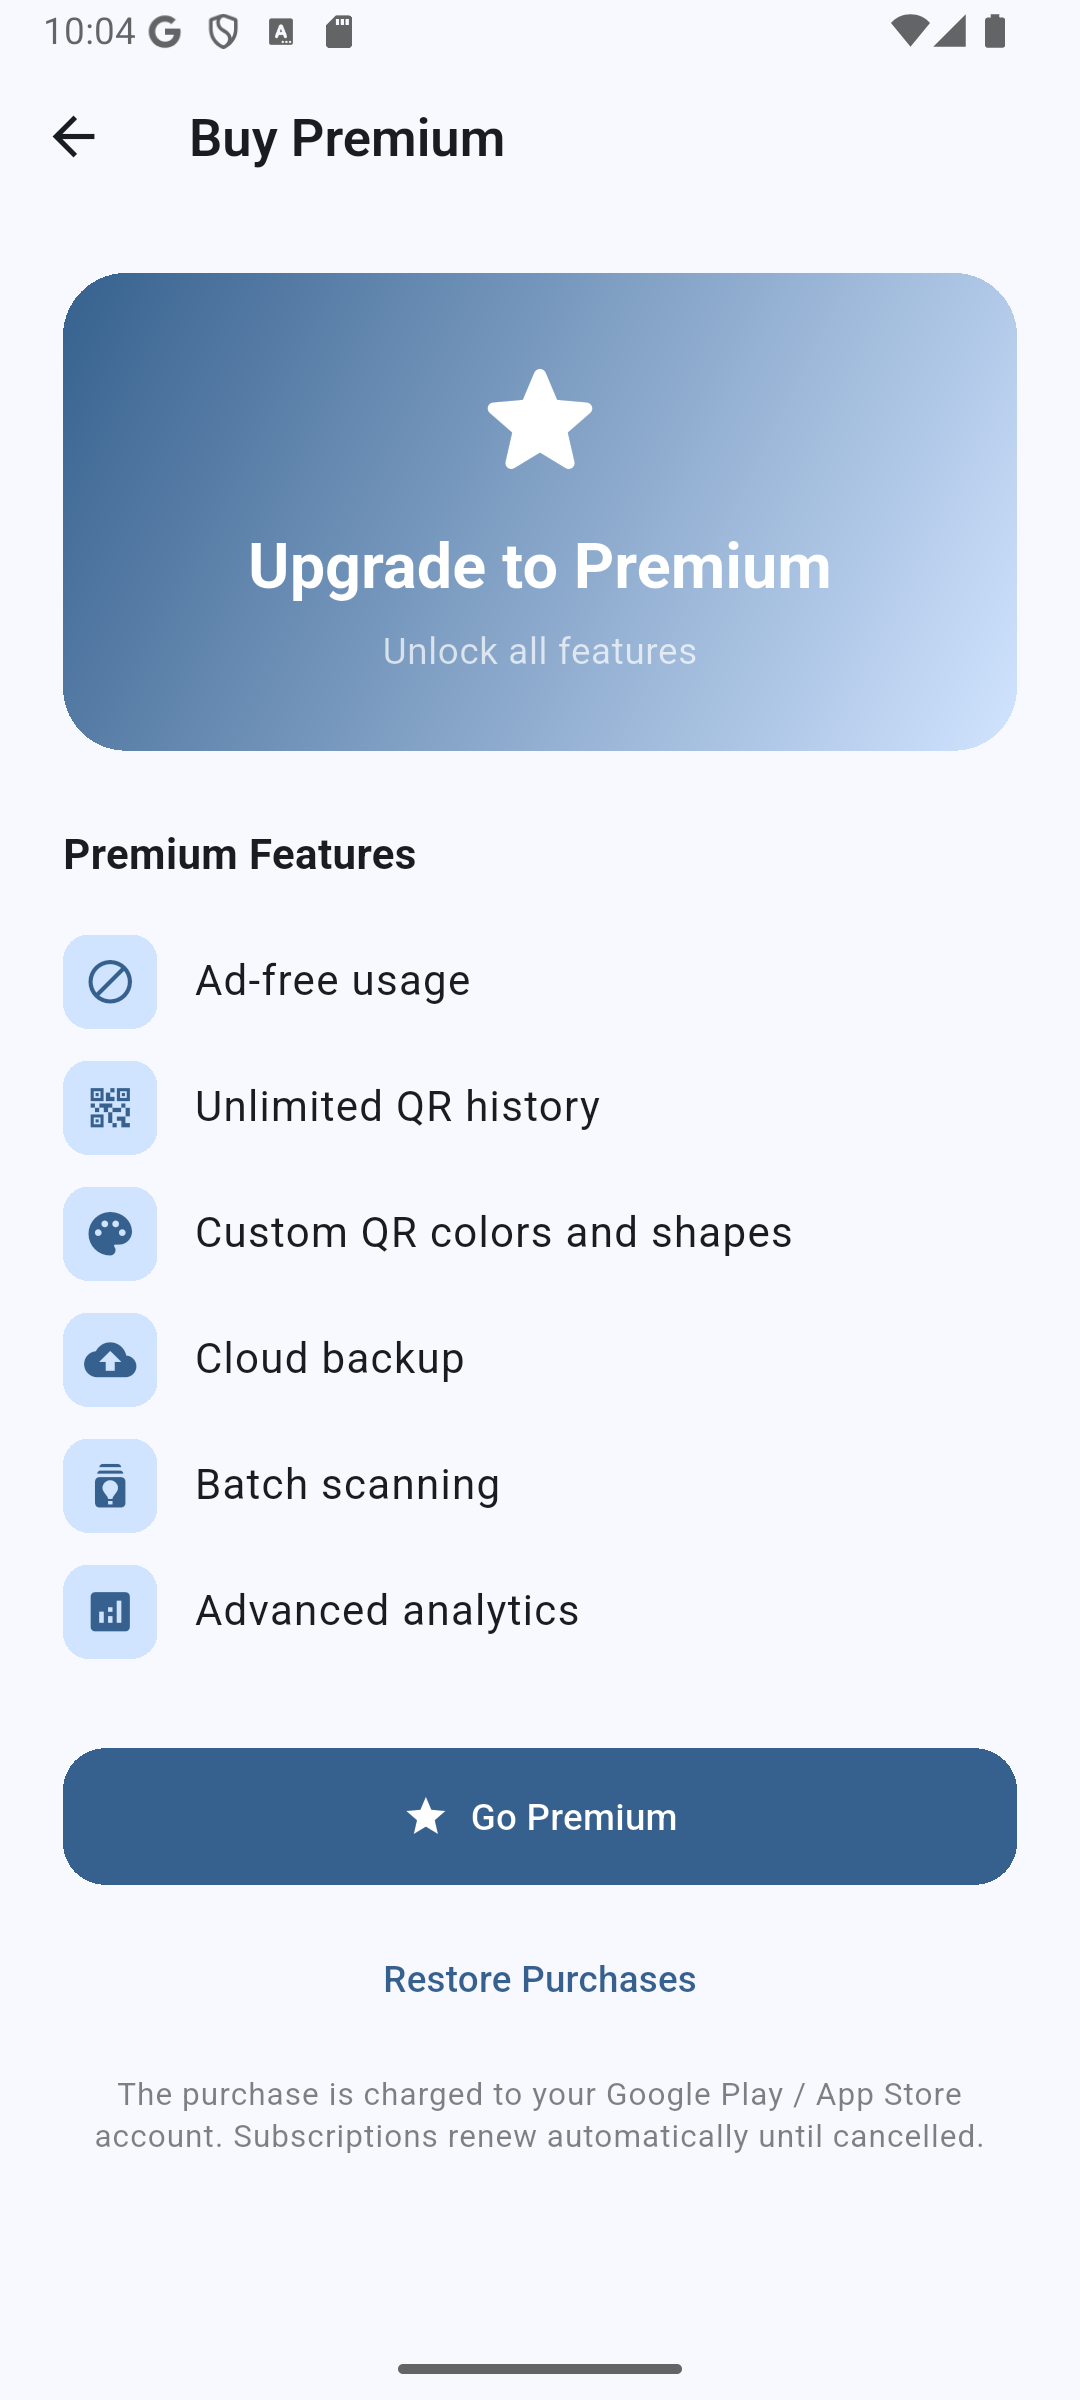 10:04
Buy Premium
Upgrade to Premium
Unlock all features
Premium Features
Ad-free usage
Unlimited QR history
Custom QR colors and shapes
Cloud backup
Batch scanning
Advanced analytics
Go Premium
Restore Purchases
The purchase is charged to your Google Play / App Store
account. Subscriptions renew automatically until cancelled.